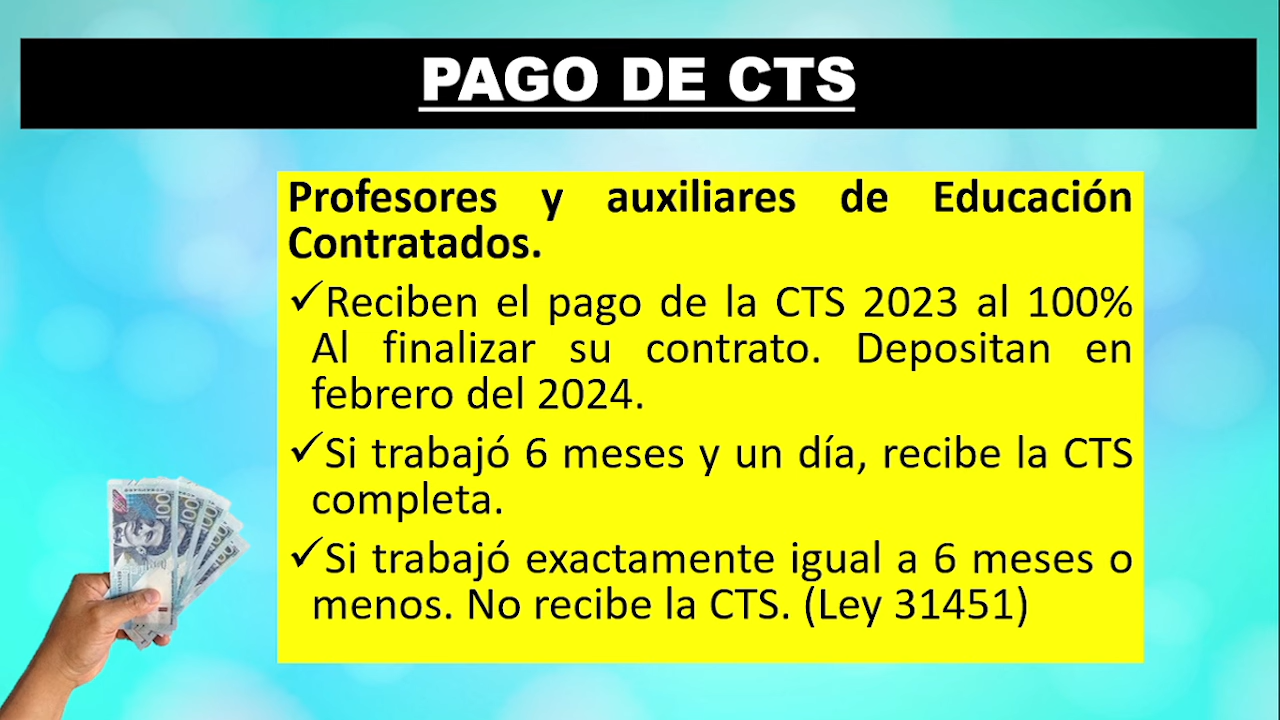 PAGO DE CTS
Profesores y auxiliares de Educación
Contratados.
✓Reciben el pago de la CTS 2023 al 100%
Al finalizar su contrato. Depositan en
febrero del 2024.
✓Si trabajó 6 meses y un día, recibe la CTS
completa.
✓Si trabajó exactamente igual a 6 meses o
menos. No recibe la CTS. (Ley 31451)
100